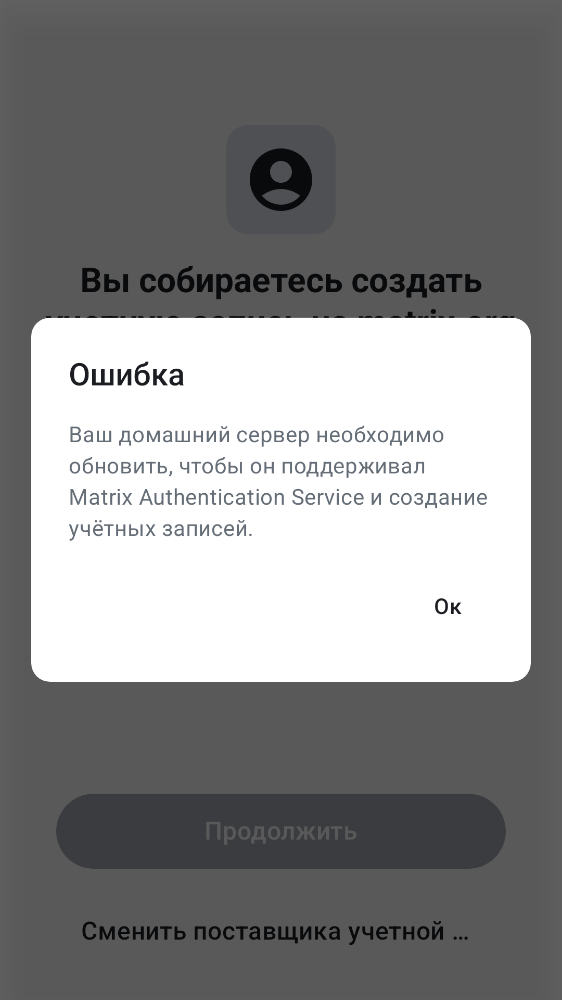 Вы собираетесь создать
Ошибка
Ваш домашний сервер необходимо
обновить, чтобы он поддерживал
Matrix Authentication Service и создание
учётных записей.
Ок
Продолжить
Сменить поставщика учетной ...